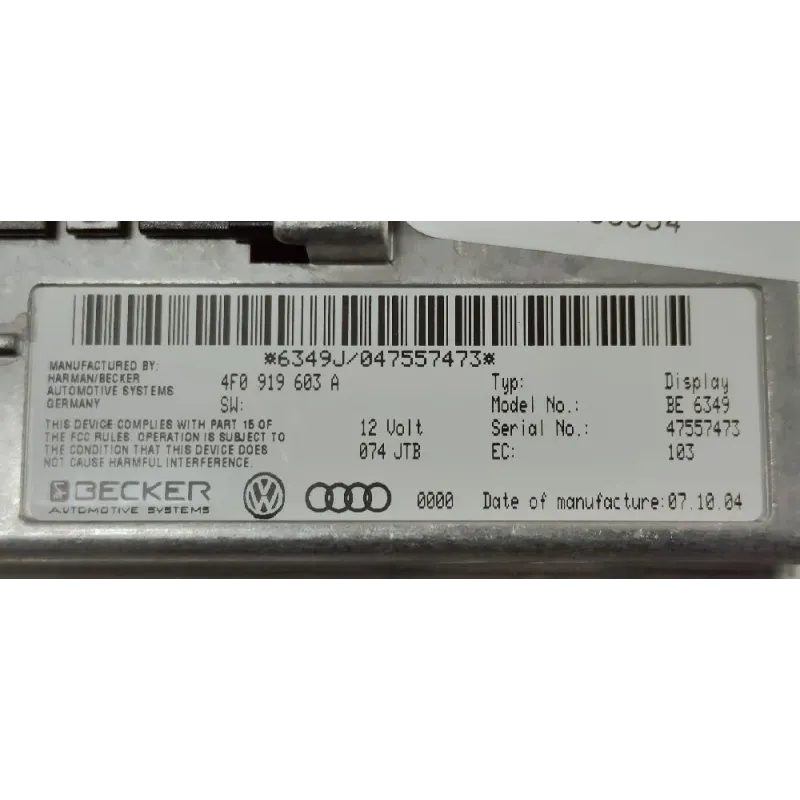 *6349J/047557473*
MANUFACTURED BY:
HARMAN/BECKER
AUTOMOTIVE SYSTEMS
GERMANY
4F0 919 603 A
SW:
Typ: Display
Model No.: BE 6349
Serial No.: 47557473
EC: 103
THIS DEVICE COMPLIES WITH PART 15 OF
THE FCC RULES. OPERATION IS SUBJECT TO
THE CONDITION THAT THIS DEVICE DOES
NOT CAUSE HARMFUL INTERFERENCE.
12 Volt
074 JTB
BECKER
AUTOMOTIVE SYSTEMS
0000
Date of manufacture:07.10.04